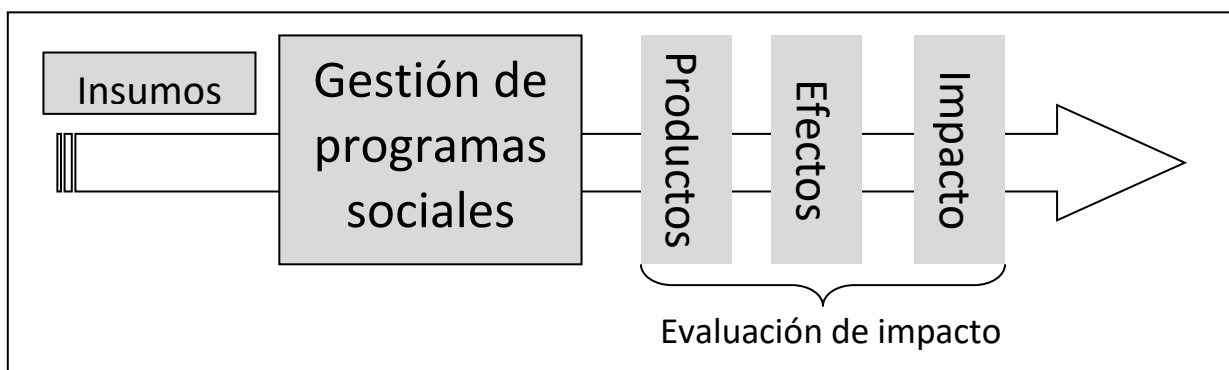 Insumos
Gestión de
programas
sociales
Productos
Efectos
Impacto
Evaluación de impacto